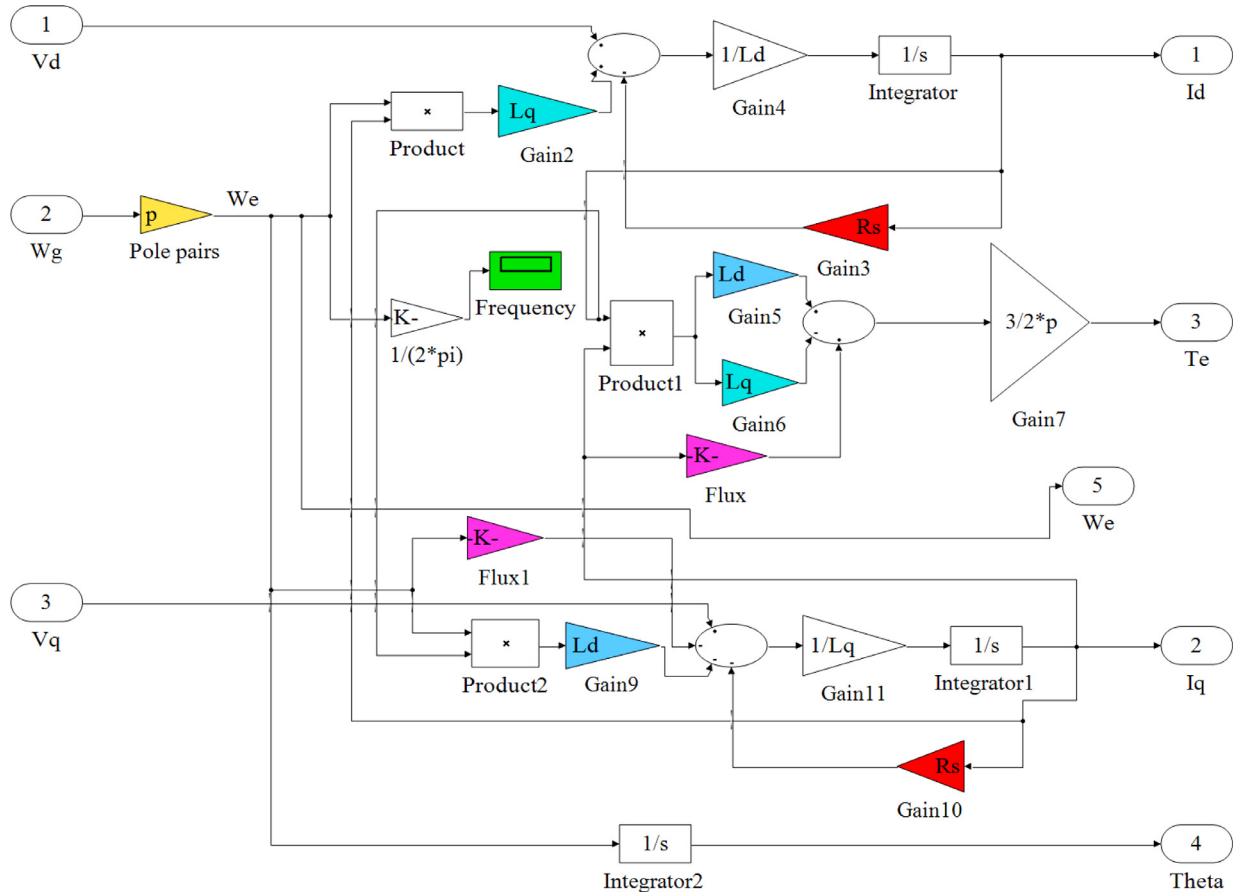 1
Vd
1/Ld
Gain4
1/s
Integrator
1
Id
×
Product
Lq
Gain2
2
Wg
p
Pole pairs
We
Rs
Gain3
K-
1/(2*pi)
Frequency
×
Product1
Ld
Gain5
Lq
Gain6
3/2*p
Gain7
3
Te
-K-
Flux
5
We
-K-
Flux1
3
Vq
×
Product2
Ld
Gain9
1/Lq
Gain11
1/s
Integrator1
2
Iq
Rs
Gain10
1/s
Integrator2
4
Theta